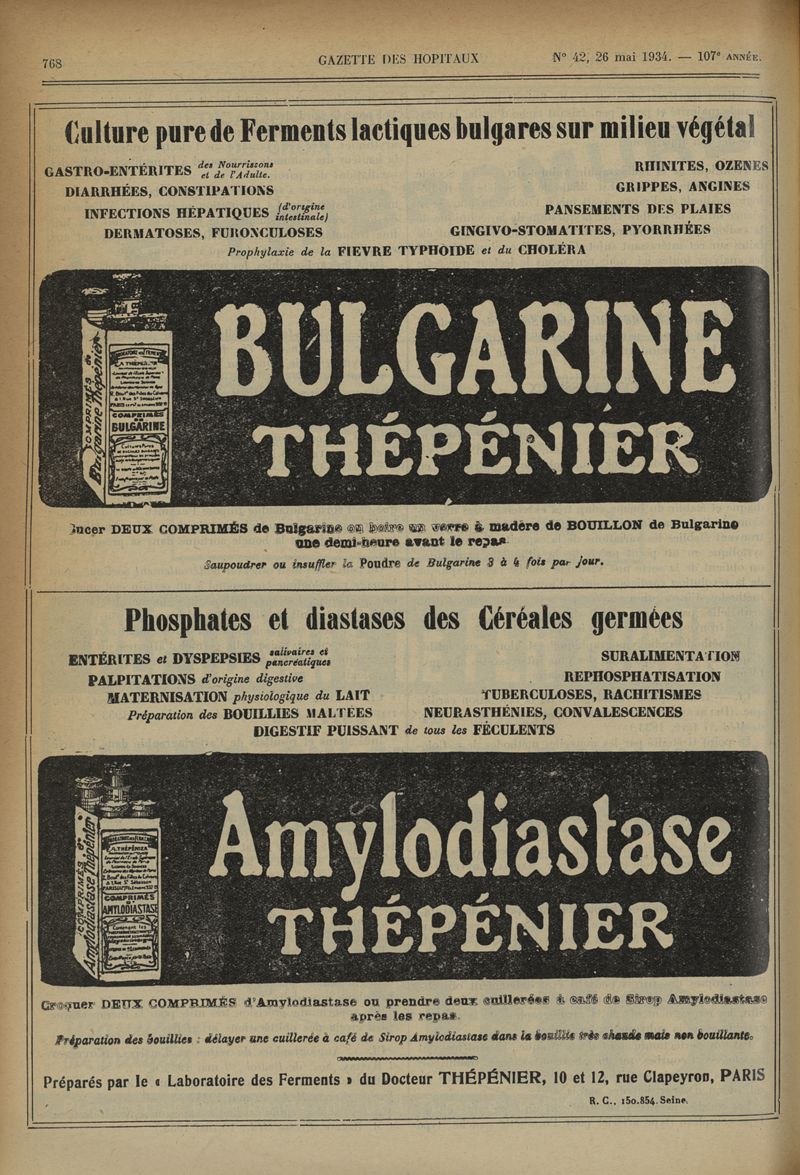 768
GAZETTE DES HOPITAUX
N° 42, 26 mai 1934. — 107e ANNÉE.
Culture pure de Ferments lactiques bulgares sur milieu végétal
GASTRO-ENTÉRITES des Nourrissons et de l'Adulte.
RHINITES, OZENES
DIARRHÉES, CONSTIPATIONS
GRIPPES, ANGINES
INFECTIONS HÉPATIQUES (d'origine intestinale)
PANSEMENTS DES PLAIES
DERMATOSES, FURONCULOSES
GINGIVO-STOMATITES, PYORRHÉES
Prophylaxie de la FIEVRE TYPHOIDE et du CHOLÉRA
COMPRIMÉS de
Bulgarine Thépénier
COMPRIMÉS
BULGARINE
BULGARINE
THÉPÉNIER
Sucer DEUX COMPRIMÉS de Bulgarine ou boire un verre à madère de BOUILLON de Bulgarine
une demi-heure avant le repas
Saupoudrer ou insuffler la Poudre de Bulgarine 3 à 4 fois par jour.
Phosphates et diastases des Céréales germées
ENTÉRITES et DYSPEPSIES salivaires et pancréatiques
SURALIMENTATION
PALPITATIONS d'origine digestive
REPHOSPHATISATION
MATERNISATION physiologique du LAIT
TUBERCULOSES, RACHITISMES
Préparation des BOUILLIES MALTÉES
NEURASTHÉNIES, CONVALESCENCES
DIGESTIF PUISSANT de tous les FÉCULENTS
COMPRIMÉS
Amylodiastase Thépénier
COMPRIMÉS
AMYLODIASTASE
Amylodiastase
THÉPÉNIER
Croquer DEUX COMPRIMÉS d'Amylodiastase ou prendre deux cuillerées à café de Sirop Amylodiastase
après les repas.
Préparation des bouillies : délayer une cuillerée à café de Sirop Amylodiastase dans la bouillie très chaude mais non bouillante.
Préparés par le « Laboratoire des Ferments » du Docteur THÉPÉNIER, 10 et 12, rue Clapeyron, PARIS
R. C., 150.854. Seine.